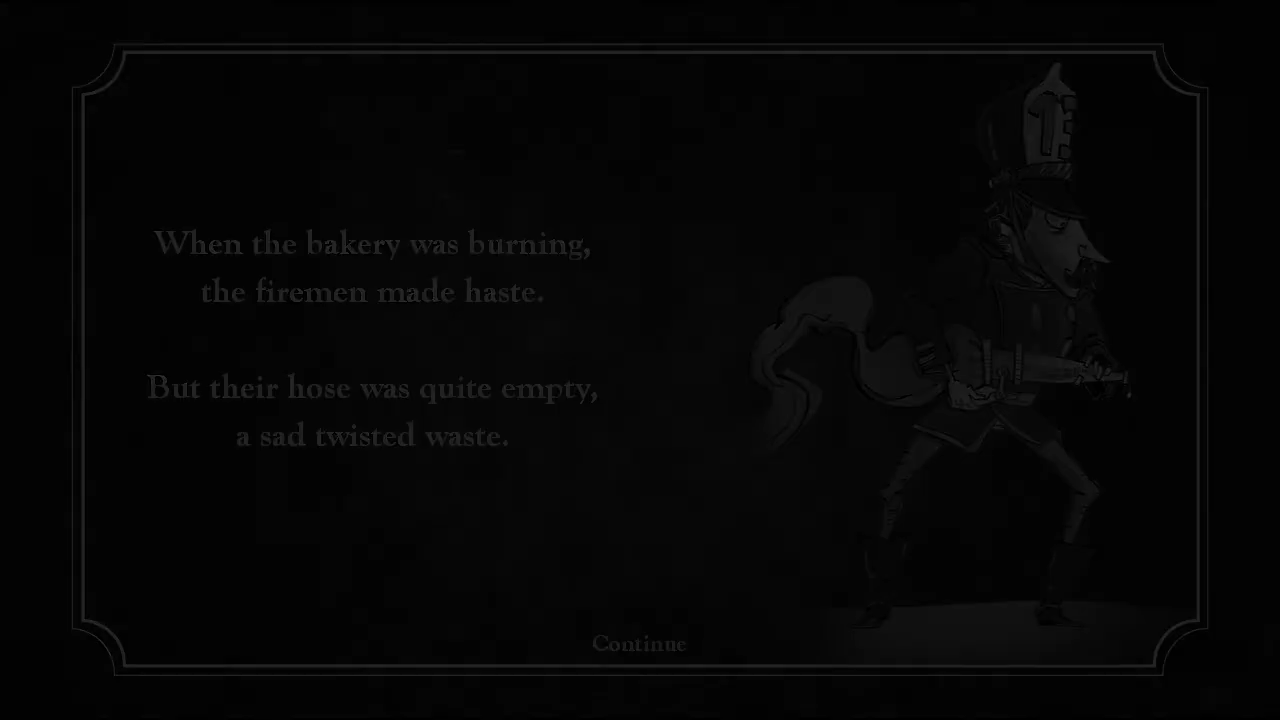 When the bakery was burning,
the firemen made haste.
But their hose was quite empty,
a sad twisted waste.
Continue